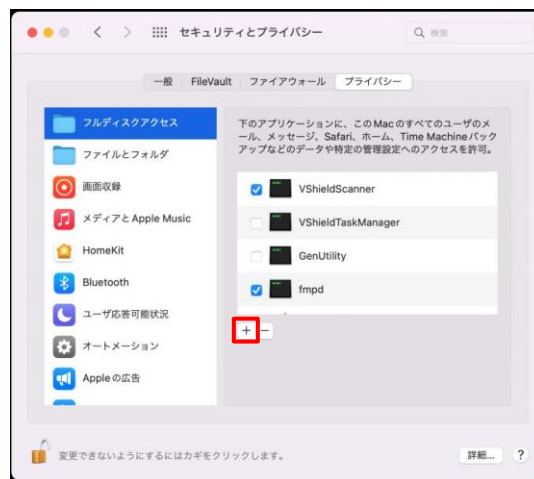 セキュリティとプライバシー
検索
一般 FileVault ファイアウォール プライバシー
フルディスクアクセス
ファイルとフォルダ
画面収録
メディアと Apple Music
HomeKit
Bluetooth
ユーザ応答可能状況
オートメーション
Appleの広告
下のアプリケーションに、このMacのすべてのユーザのメ
ール、メッセージ、Safari、ホーム、Time Machineバック
アップなどのデータや特定の管理設定へのアクセスを許可。
VShieldScanner
VShieldTaskManager
GenUtility
fmpd
+ −
変更できないようにするにはカギをクリックします。
詳細... ?